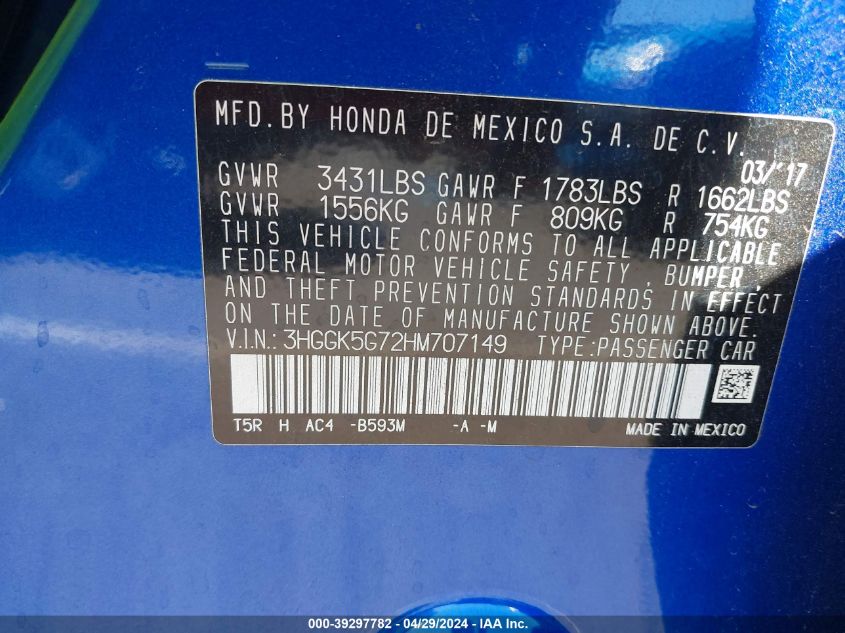 MFD. BY HONDA DE MEXICO S.A. DE C.V.
03/'17
GVWR 3431LBS GAWR F 1783LBS R 1662LBS
GVWR 1556KG GAWR F 809KG R 754KG
THIS VEHICLE CONFORMS TO ALL APPLICABLE
FEDERAL MOTOR VEHICLE SAFETY, BUMPER,
AND THEFT PREVENTION STANDARDS IN EFFECT
ON THE DATE OF MANUFACTURE SHOWN ABOVE.
V.I.N.: 3HGGK5G72HM707149 TYPE:PASSENGER CAR
T5R H AC4 -B593M -A -M MADE IN MEXICO
000-39297782 - 04/29/2024 - IAA, Inc.